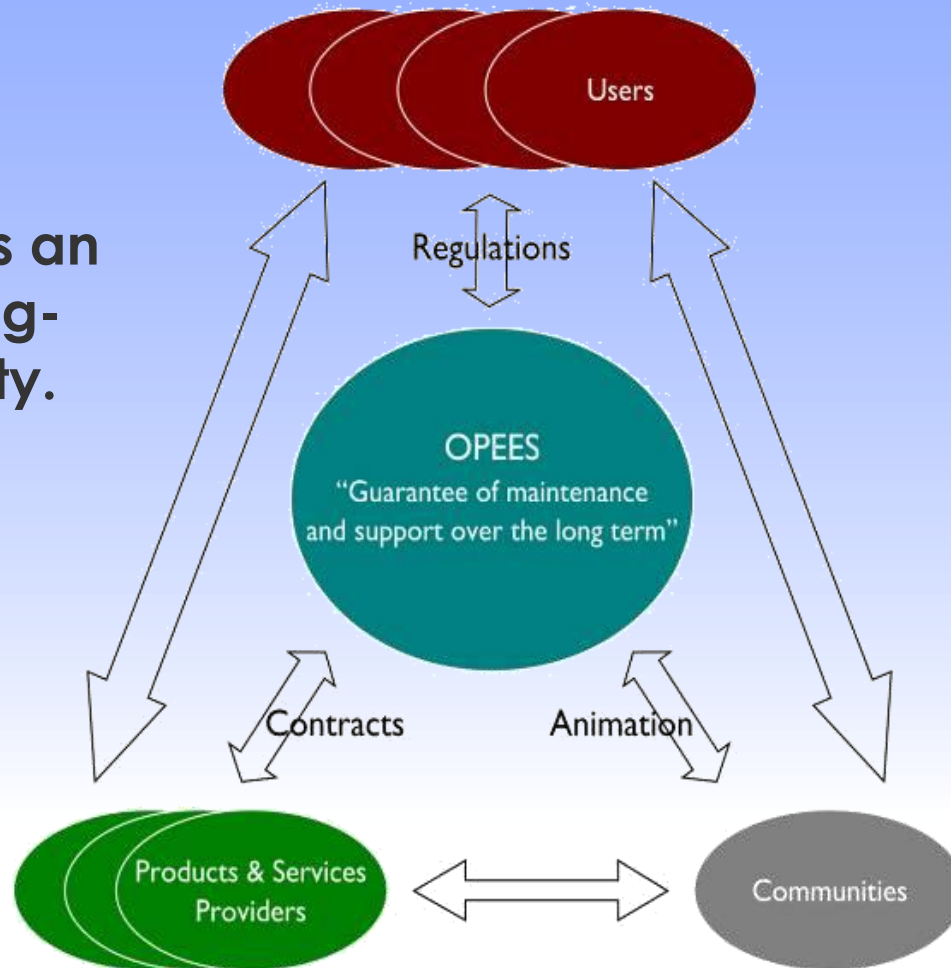 Users
s an
g-
ty.
Regulations
OPEES
“Guarantee of maintenance
and support over the long term”
Contracts
Animation
Products & Services
Providers
Communities